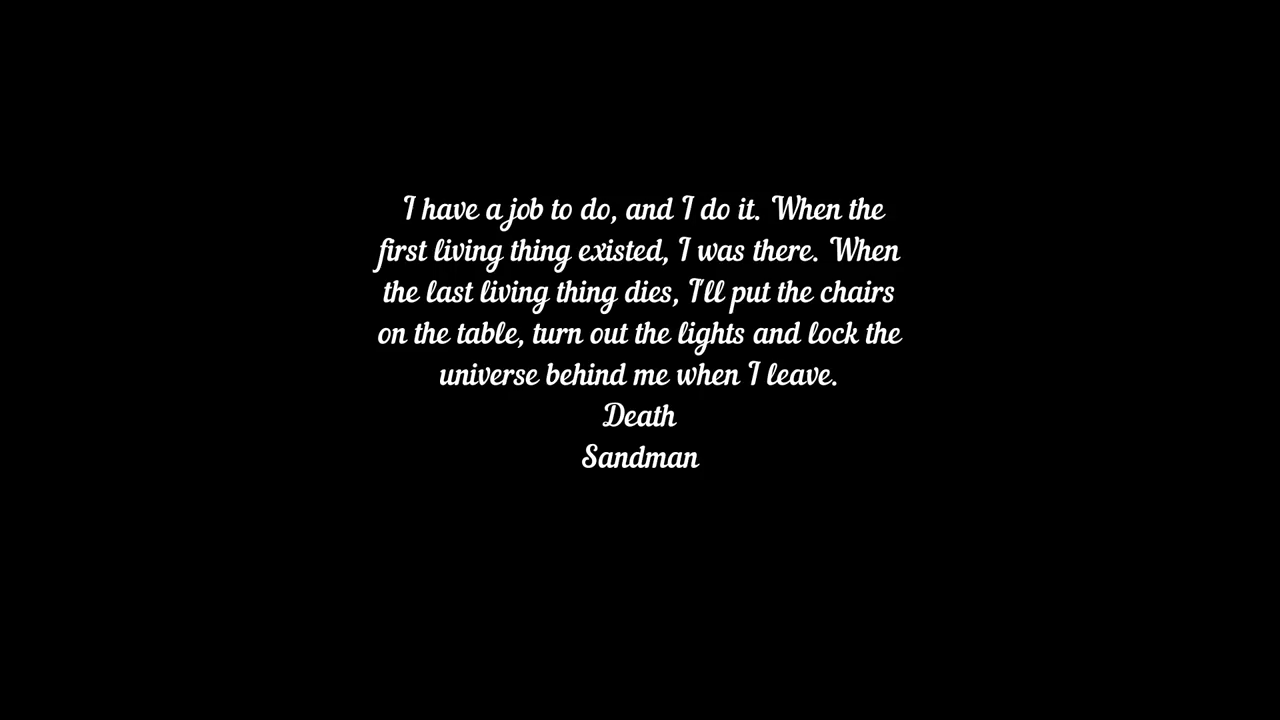 I have a job to do, and I do it. When the
first living thing existed, I was there. When
the last living thing dies, I'll put the chairs
on the table, turn out the lights and lock the
universe behind me when I leave.
Death
Sandman